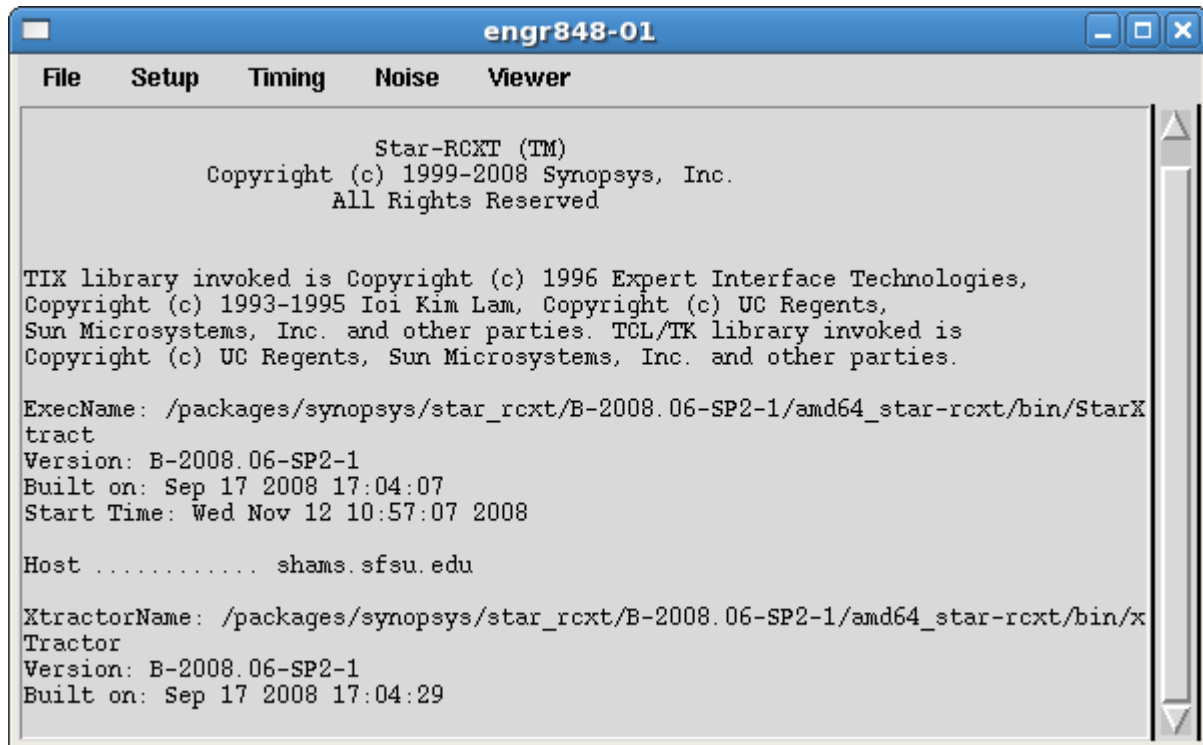 engr848-01
File Setup Timing Noise Viewer
Star-RCXT (TM)
Copyright (c) 1999-2008 Synopsys, Inc.
All Rights Reserved
TIX library invoked is Copyright (c) 1996 Expert Interface Technologies,
Copyright (c) 1993-1995 Ioi Kim Lam, Copyright (c) UC Regents,
Sun Microsystems, Inc. and other parties. TCL/TK library invoked is
Copyright (c) UC Regents, Sun Microsystems, Inc. and other parties.
ExecName: /packages/synopsys/star_rcxt/B-2008.06-SP2-1/amd64_star-rcxt/bin/StarX
tract
Version: B-2008.06-SP2-1
Built on: Sep 17 2008 17:04:07
Start Time: Wed Nov 12 10:57:07 2008
Host ............ shams.sfsu.edu
XtractorName: /packages/synopsys/star_rcxt/B-2008.06-SP2-1/amd64_star-rcxt/bin/x
Tractor
Version: B-2008.06-SP2-1
Built on: Sep 17 2008 17:04:29